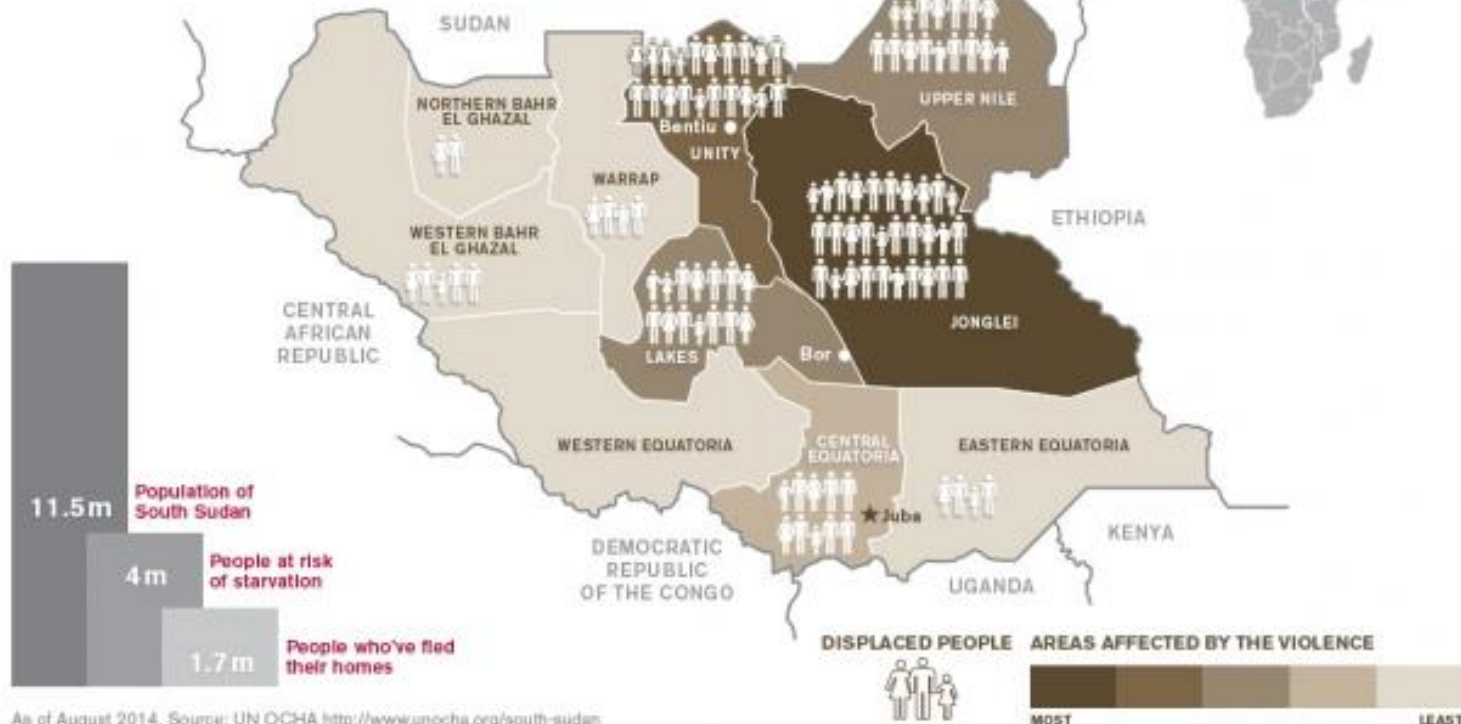 SUDAN
NORTHERN BAHR
EL GHAZAL
UPPER NILE
Bentiu
UNITY
WARRAP
WESTERN BAHR
EL GHAZAL
ETHIOPIA
CENTRAL
AFRICAN
REPUBLIC
JONGLEI
LAKES
Bor
WESTERN EQUATORIA
CENTRAL
EQUATORIA
EASTERN EQUATORIA
Juba
KENYA
DEMOCRATIC
REPUBLIC
OF THE CONGO
UGANDA
11.5m
Population of
South Sudan
4m
People at risk
of starvation
1.7m
People who've fled
their homes
DISPLACED PEOPLE
AREAS AFFECTED BY THE VIOLENCE
MOST
LEAST
As of August 2014. Source: UN OCHA http://www.unocha.org/south-sudan